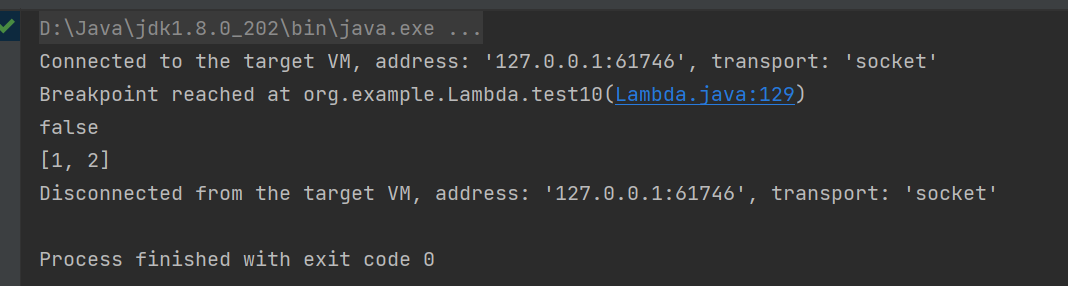 D:\Java\jdk1.8.0_202\bin\java.exe ...
Connected to the target VM, address: '127.0.0.1:61746', transport: 'socket'
Breakpoint reached at org.example.Lambda.test10(Lambda.java:129)
false
[1, 2]
Disconnected from the target VM, address: '127.0.0.1:61746', transport: 'socket'
Process finished with exit code 0